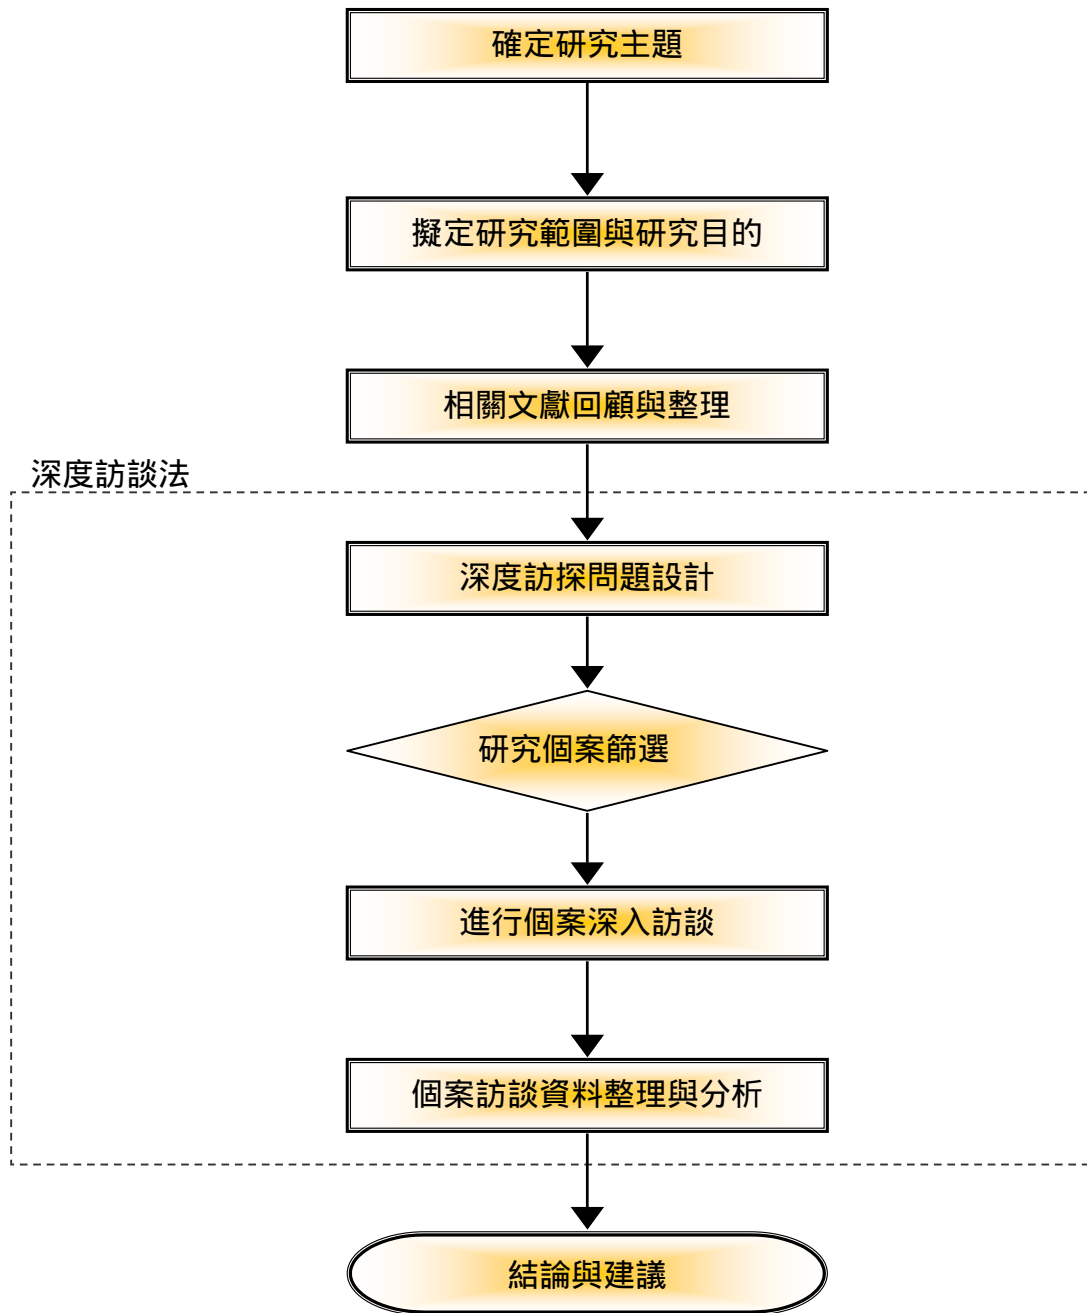 確定研究主題
擬定研究範圍與研究目的
相關文獻回顧與整理
深度訪談法
深度訪探問題設計
研究個案篩選
進行個案深入訪談
個案訪談資料整理與分析
結論與建議